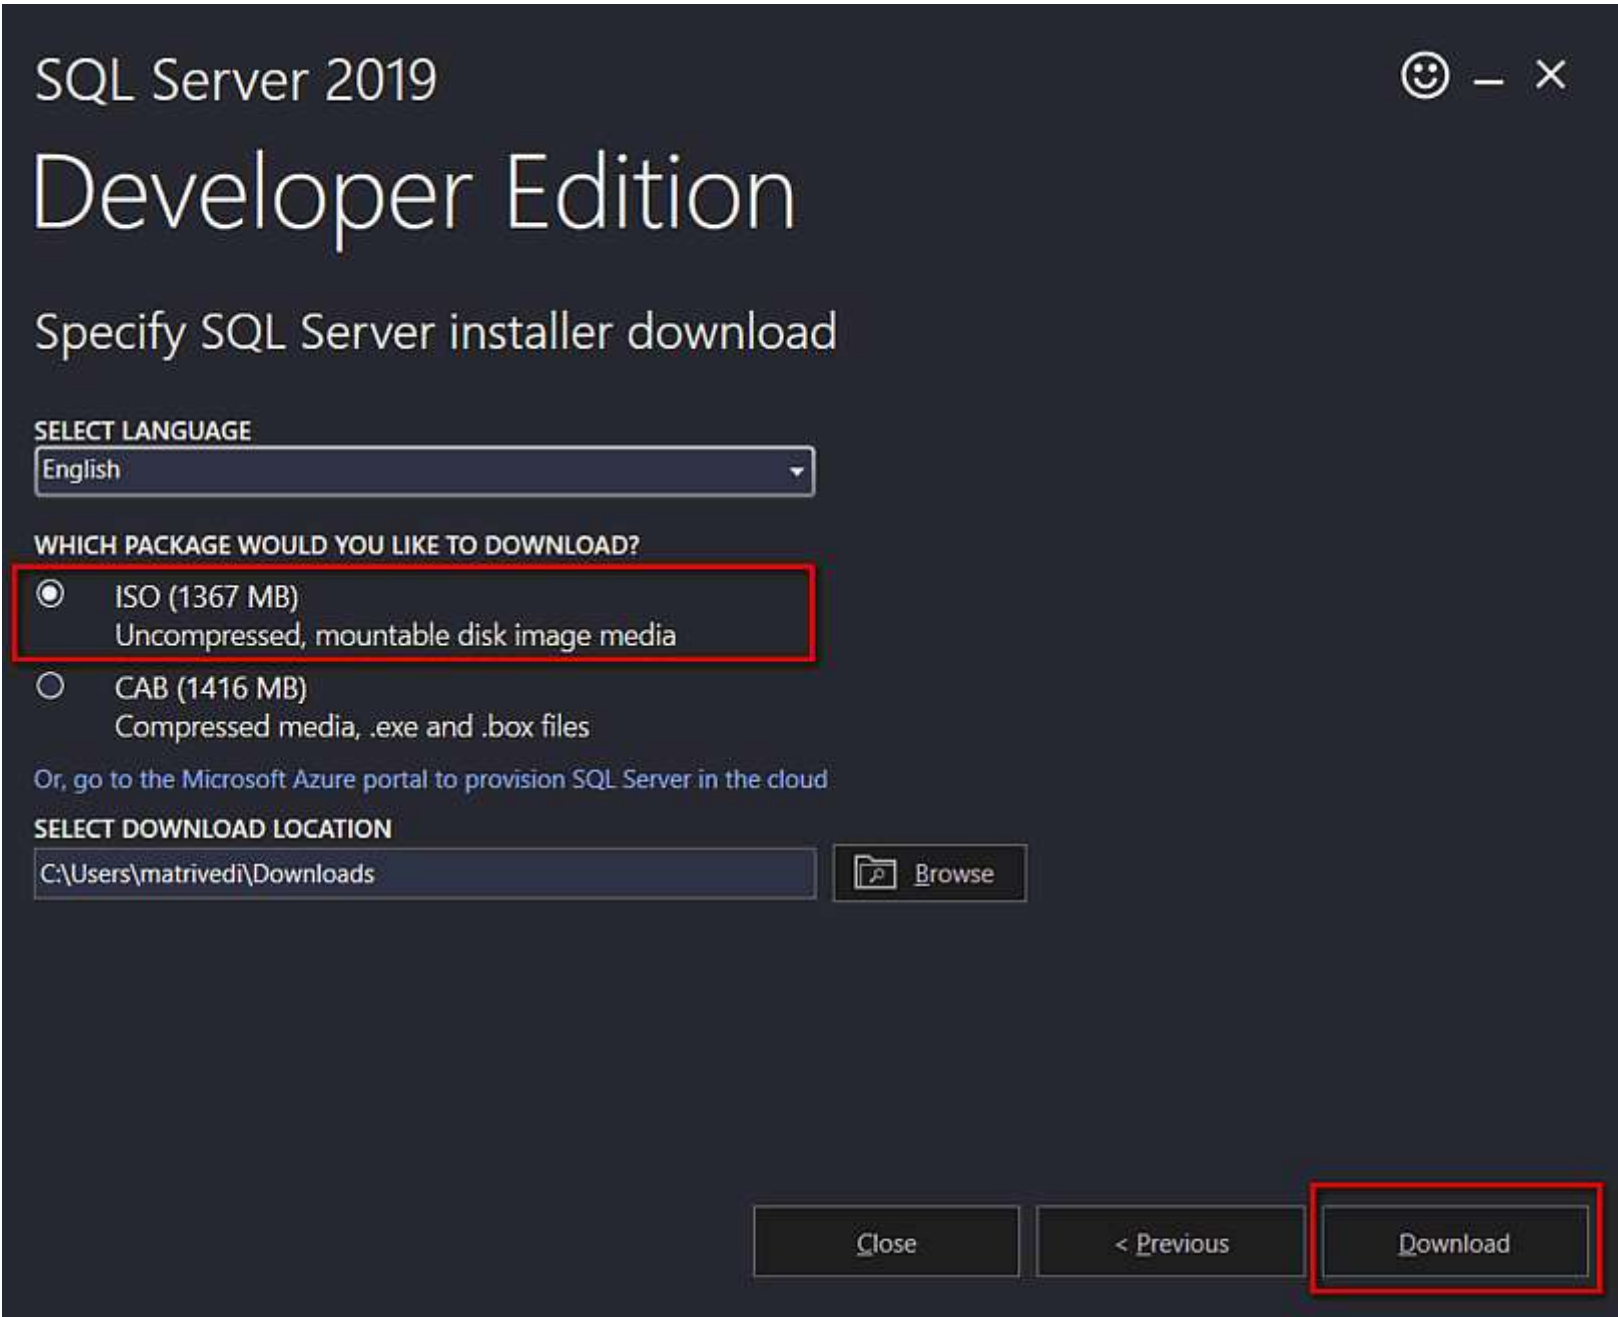 SQL Server 2019
Developer Edition
Specify SQL Server installer download
SELECT LANGUAGE
English
WHICH PACKAGE WOULD YOU LIKE TO DOWNLOAD?
ISO (1367 MB)
Uncompressed, mountable disk image media
CAB (1416 MB)
Compressed media, .exe and .box files
Or, go to the Microsoft Azure portal to provision SQL Server in the cloud
SELECT DOWNLOAD LOCATION
C:\Users\matrivedi\Downloads
Browse
Close
< Previous
Download